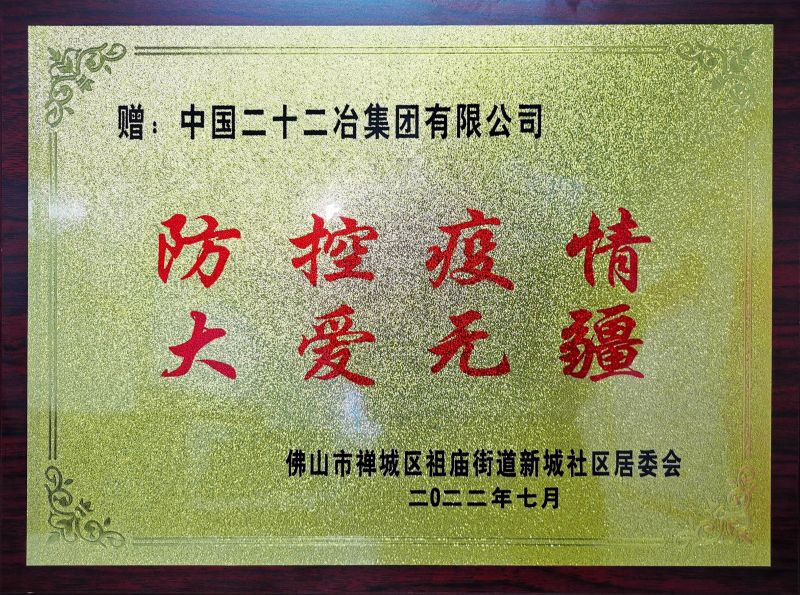 赠：中国二十二冶集团有限公司
防控疫情
大爱无疆
佛山市禅城区祖庙街道新城社区居委会
二0二二年七月